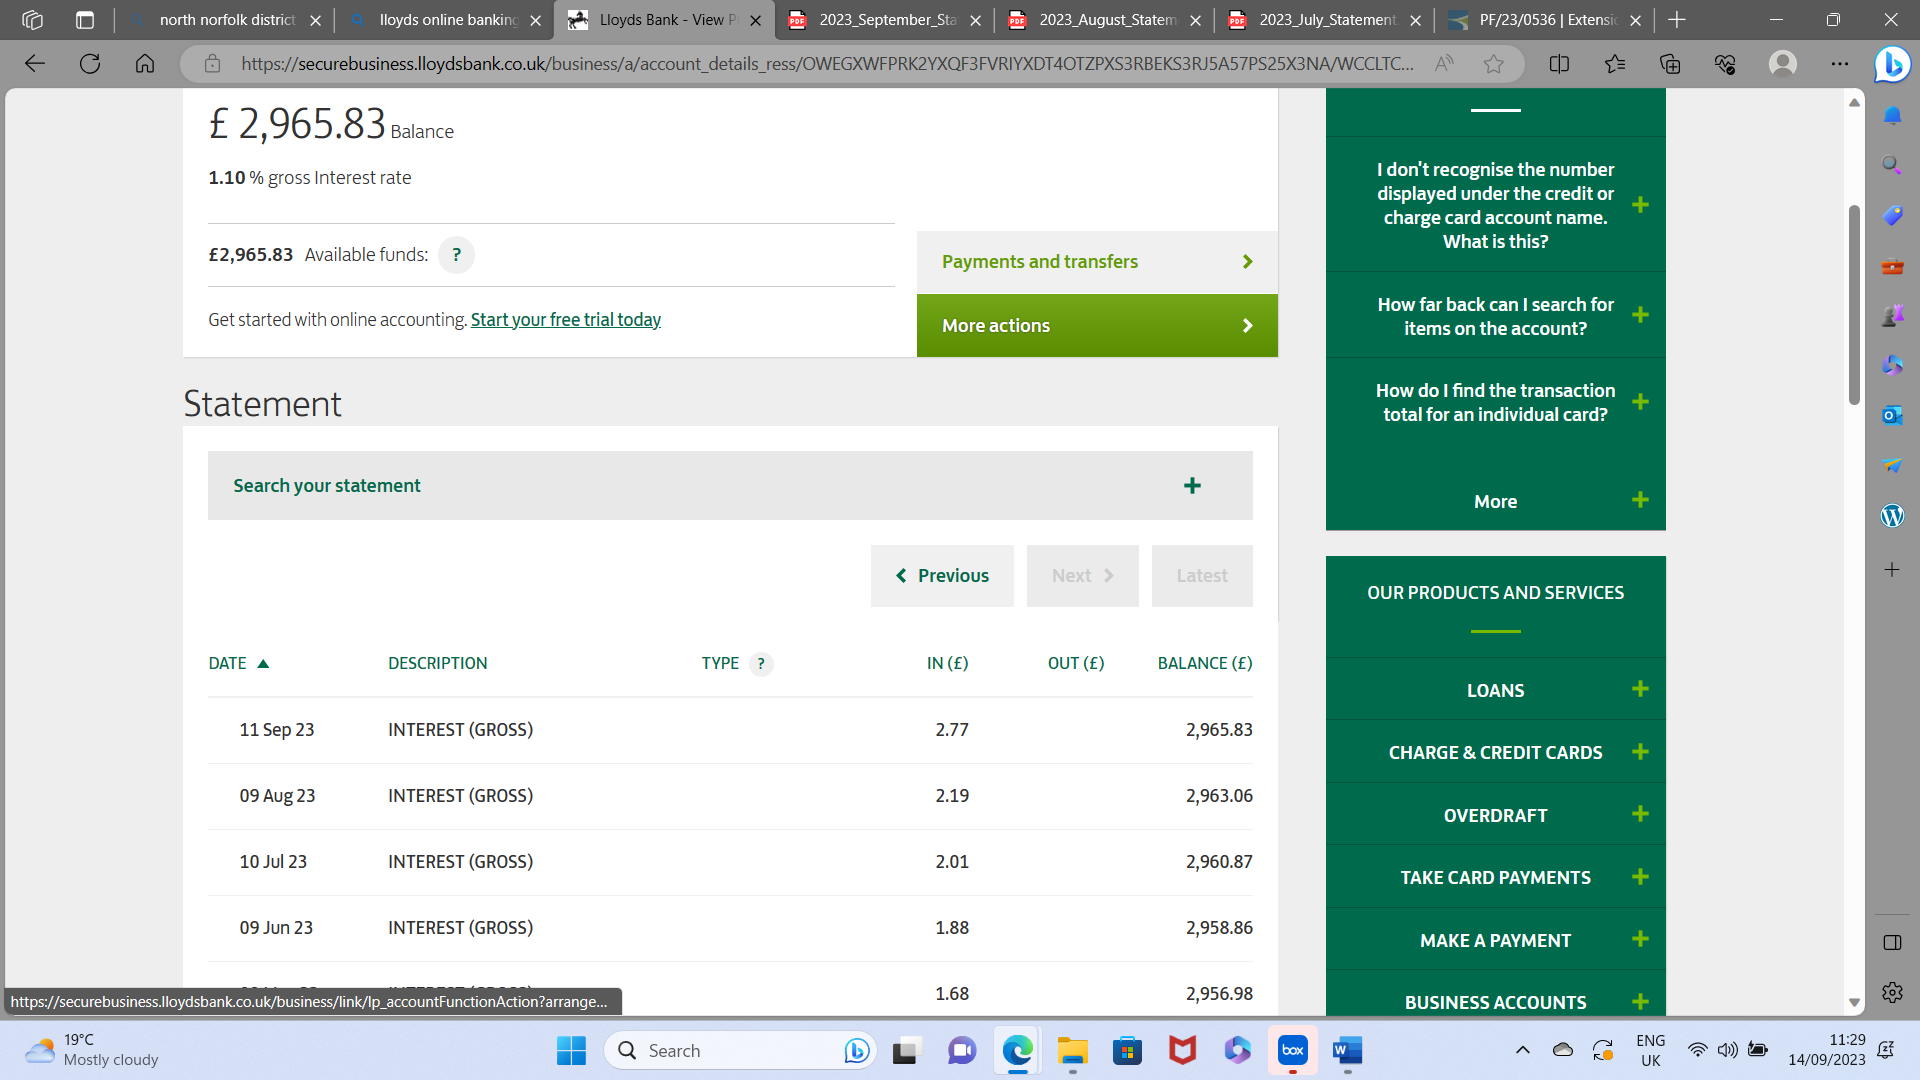 north norfolk district
lloyds online banking
Lloyds Bank - View P
2023_September_Sta
2023_August_Statem
2023_July_Statement
PF/23/0536 | Extensi
https://securebusiness.lloydsbank.co.uk/business/a/account_details_ress/OWEGXWFPRK2YXQF3FVRIYXDT4OTZPXS3RBEKS3RJ5A57PS25X3NA/WCCLTC...
£ 2,965.83 Balance
1.10 % gross Interest rate
£2,965.83 Available funds: ?
Get started with online accounting. Start your free trial today
Payments and transfers
More actions
Statement
Search your statement
Previous
Next
Latest
DATE DESCRIPTION TYPE ? IN (£) OUT (£) BALANCE (£)
11 Sep 23 INTEREST (GROSS) 2.77 2,965.83
09 Aug 23 INTEREST (GROSS) 2.19 2,963.06
10 Jul 23 INTEREST (GROSS) 2.01 2,960.87
09 Jun 23 INTEREST (GROSS) 1.88 2,958.86
1.68 2,956.98
https://securebusiness.lloydsbank.co.uk/business/link/lp_accountFunctionAction?arrange...
I don't recognise the number
displayed under the credit or
charge card account name.
What is this?
How far back can I search for
items on the account?
How do I find the transaction
total for an individual card?
More
OUR PRODUCTS AND SERVICES
LOANS
CHARGE & CREDIT CARDS
OVERDRAFT
TAKE CARD PAYMENTS
MAKE A PAYMENT
BUSINESS ACCOUNTS
19°C
Mostly cloudy
Search
box
ENG
UK
11:29
14/09/2023